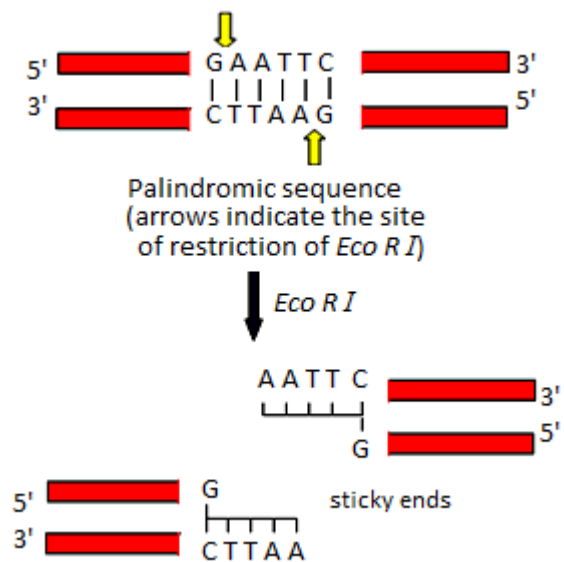 5' G A A T T C 3'
3' C T T A A G 5'
Palindromic sequence
(arrows indicate the site
of restriction of Eco R I)
Eco R I
A A T T C 3'
G 5'
5' G
sticky ends
3' C T T A A